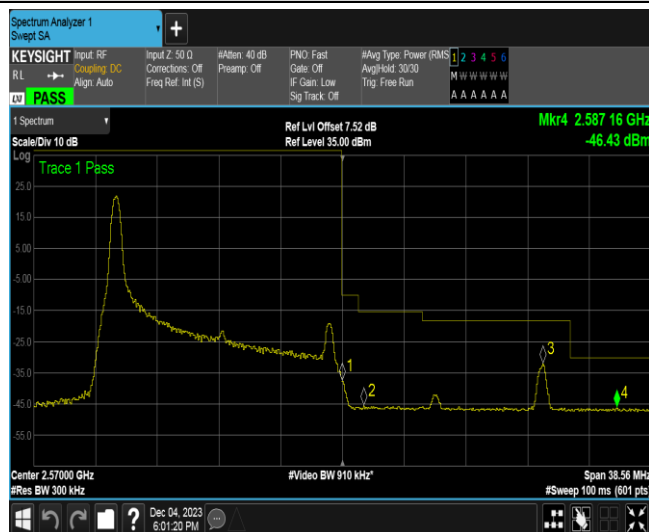 Spectrum Analyzer 1
Swept SA
+
KEYSIGHT
RL
LXI PASS
Input: RF
Coupling: DC
Align: Auto
Input Z: 50 Ω
Corrections: Off
Freq Ref: Int (S)
#Atten: 40 dB
Preamp: Off
PNO: Fast
Gate: Off
IF Gain: Low
Sig Track: Off
#Avg Type: Power (RMS
Avg|Hold: 30/30
Trig: Free Run
1 2 3 4 5 6
M W W W W W
A A A A A A
1 Spectrum
Scale/Div 10 dB
Ref Lvl Offset 7.52 dB
Ref Level 35.00 dBm
Mkr4 2.587 16 GHz
-46.43 dBm
Log
Trace 1 Pass
25.0
15.0
5.00
-5.00
-15.0
-25.0
-35.0
-45.0
-55.0
1
2
3
4
Center 2.57000 GHz
#Res BW 300 kHz
#Video BW 910 kHz*
Span 38.56 MHz
#Sweep 100 ms (601 pts)
?
Dec 04, 2023
6:01:20 PM